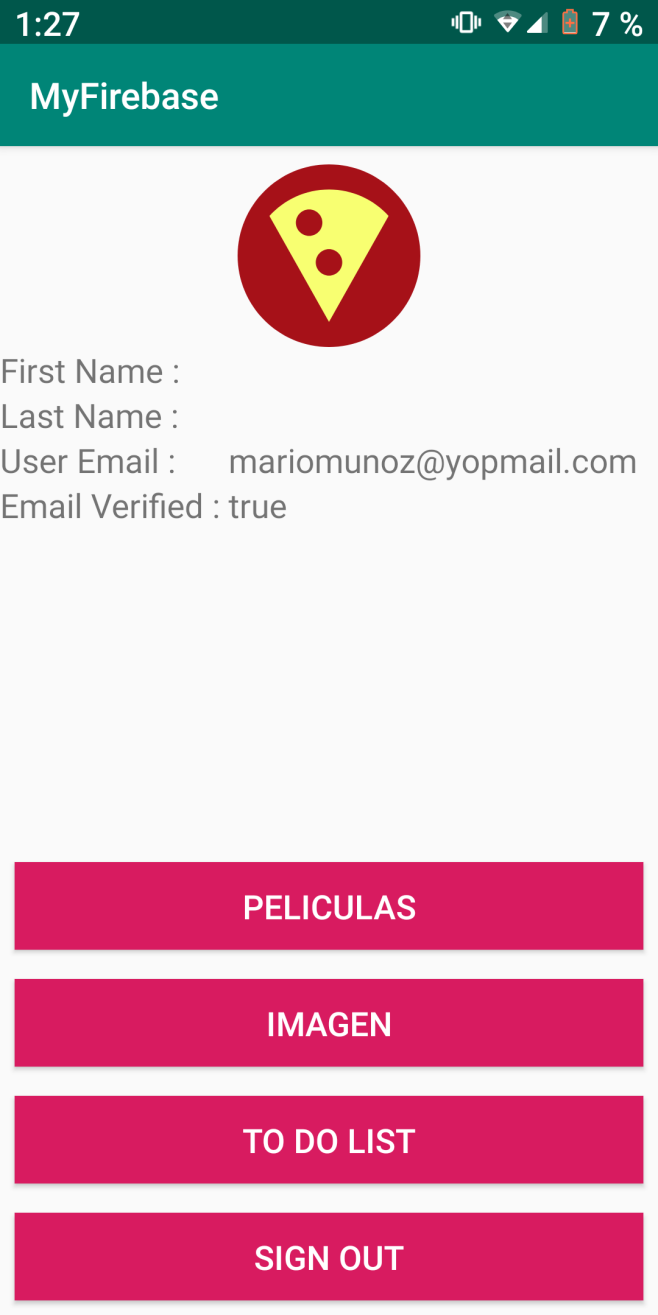 1:27 7 %
MyFirebase
First Name :
Last Name :
User Email : mariomunoz@yopmail.com
Email Verified : true
PELICULAS
IMAGEN
TO DO LIST
SIGN OUT